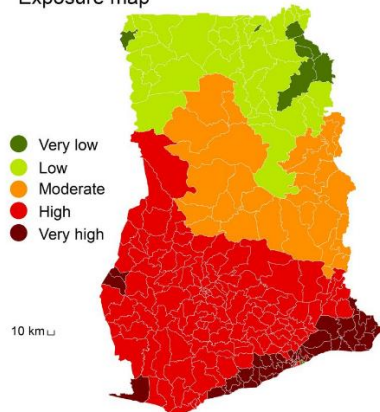 Exposure map
Very low
Low
Moderate
High
Very high
10 km